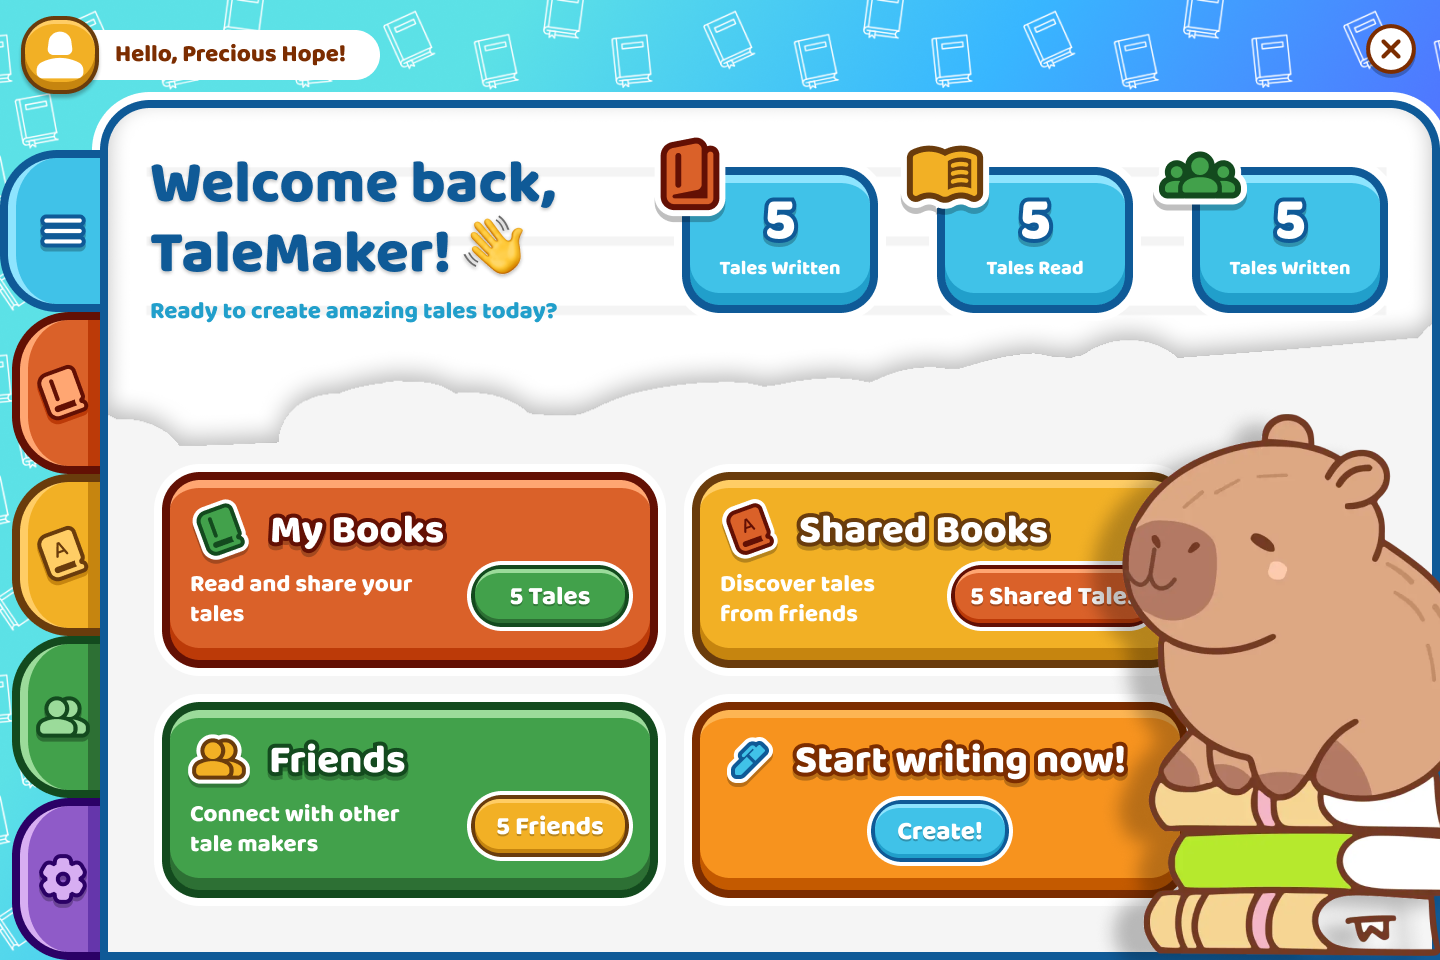 Hello, Precious Hope!
Welcome back,
TaleMaker! 👋
Ready to create amazing tales today?
5
Tales Written
5
Tales Read
5
Tales Written
My Books
Read and share your
tales
5 Tales
A
Shared Books
Discover tales
from friends
5 Shared Tales
A
Friends
Connect with other
tale makers
5 Friends
Start writing now!
Create!